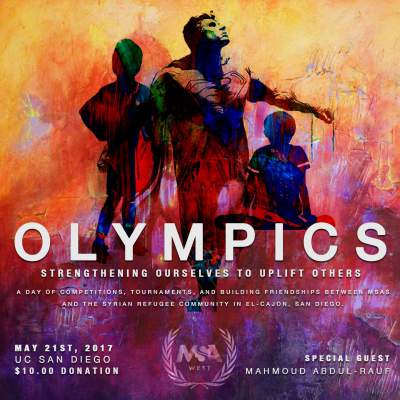 OLYMPICS
STRENGTHENING OURSELVES TO UPLIFT OTHERS
A DAY OF COMPETITIONS, TOURNAMENTS, AND BUILDING FRIENDSHIPS BETWEEN MSAS
AND THE SYRIAN REFUGEE COMMUNITY IN EL-CAJON, SAN DIEGO.
MAY 21ST, 2017
UC SAN DIEGO
$10.00 DONATION
MSA
WEST
SPECIAL GUEST
MAHMOUD ABDUL-RAUF